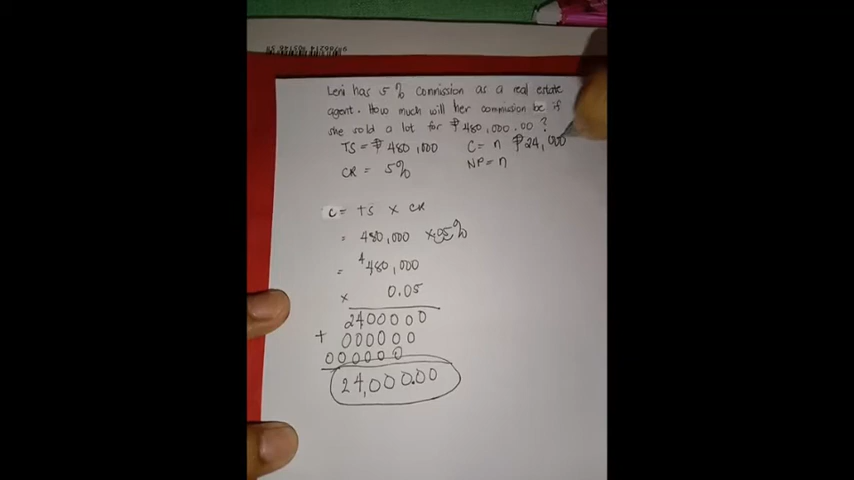 Leni has 5% commission as a real estate
agent. How much will her commission be if
she sold a lot for ₱480,000.00?
TS = ₱480,000 C = n ₱24,000
CR = 5% NP = n
C = TS x CR
= 480,000 x .05%
= 4 480,000
x 0.05
2400000
+ 000000
000000
24,000.00